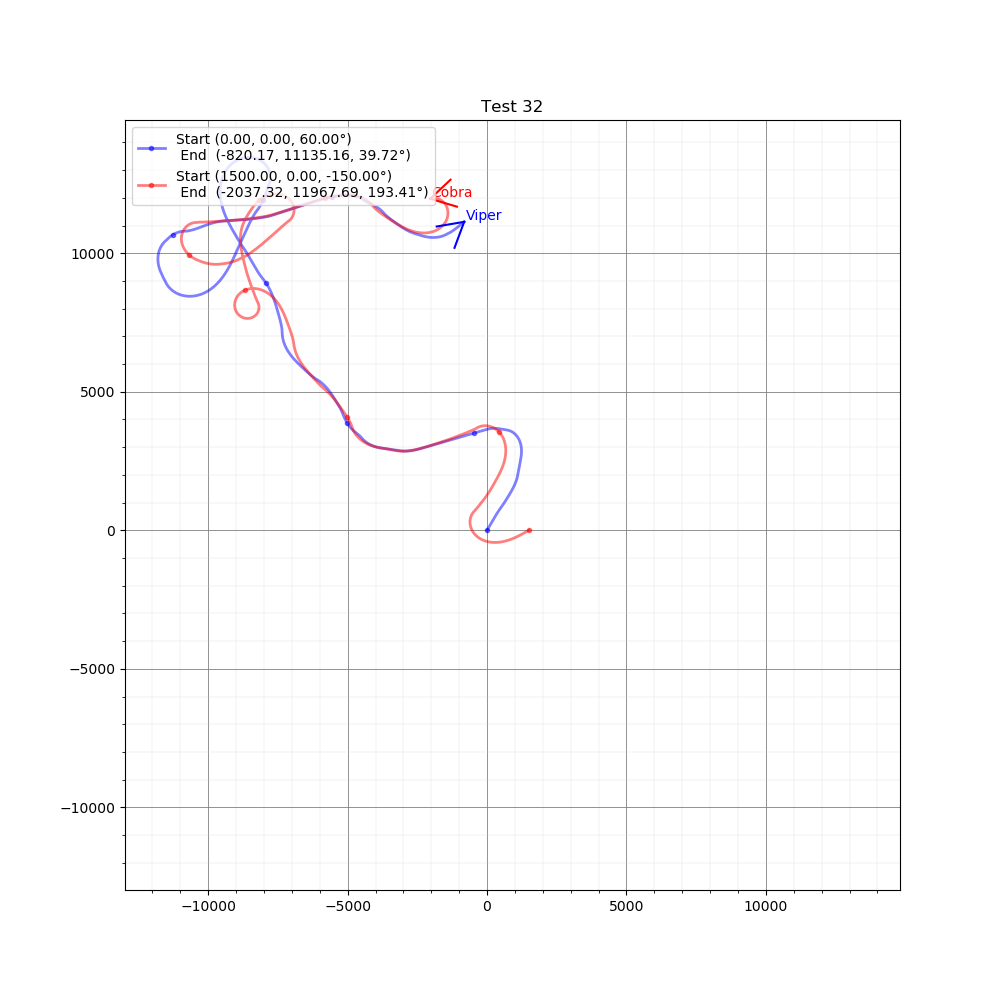 Test 32
Start (0.00, 0.00, 60.00°)
End (-820.17, 11135.16, 39.72°)
Start (1500.00, 0.00, -150.00°)
End (-2037.32, 11967.69, 193.41°)
Cobra
Viper
10000
5000
0
−5000
−10000
−10000 −5000 0 5000 10000